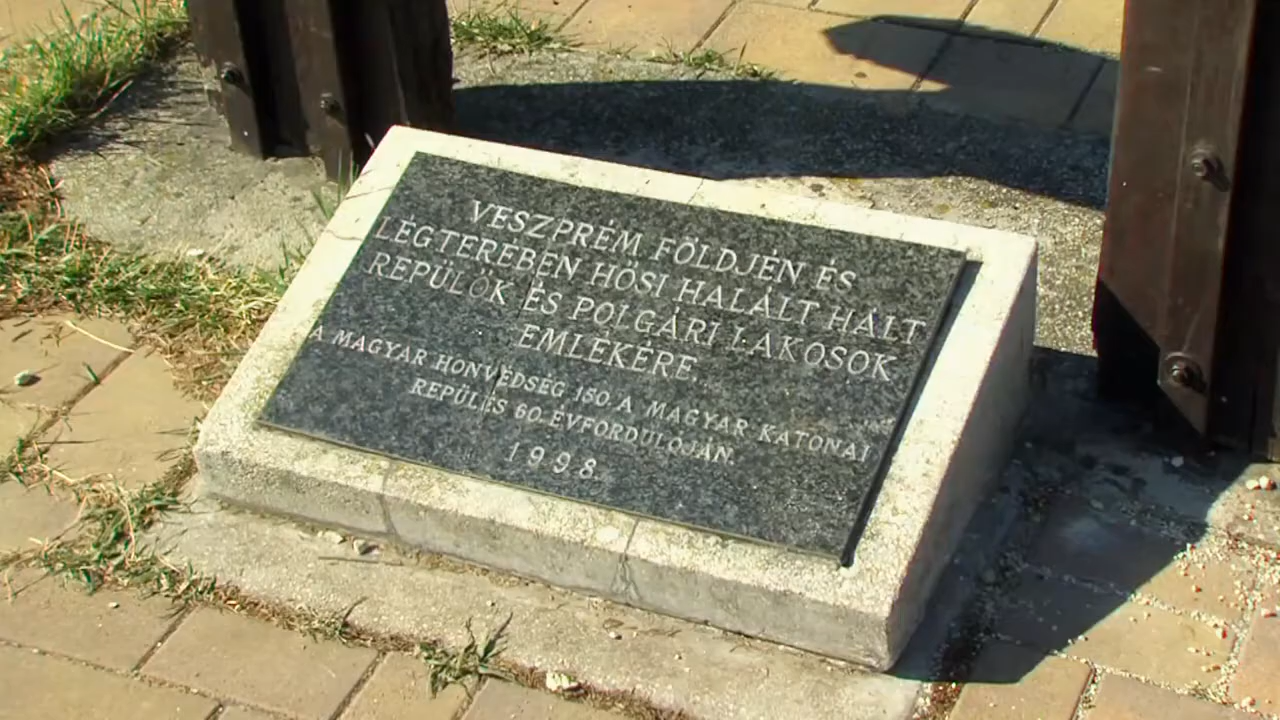 VESZPRÉM FÖLDJÉN ÉS
LÉGTERÉBEN HŐSI HALÁLT HALT
REPÜLŐK ÉS POLGÁRI LAKOSOK
EMLÉKÉRE.
A MAGYAR HONVÉDSÉG 150. A MAGYAR KATONAI
REPÜLÉS 60. ÉVFORDULÓJÁN.
1998.